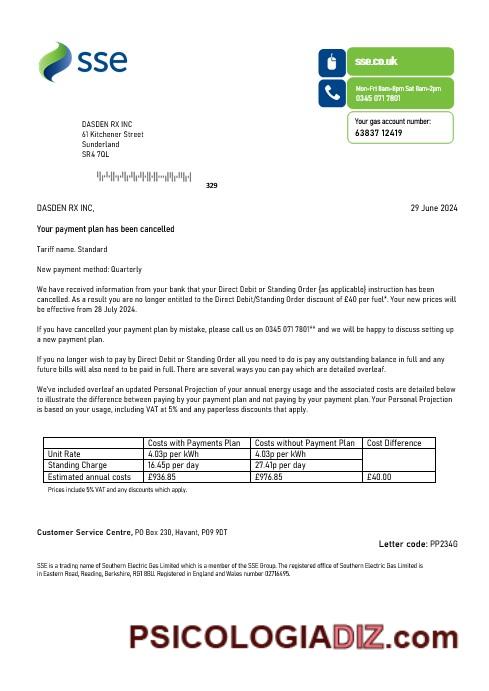 sse
sse.co.uk
Mon-Fri 8am-8pm Sat 8am-2pm
0345 071 7801
Your gas account number:
63837 12419
DASDEN RX INC
61 Kitchener Street
Sunderland
SR4 7QL
329
DASDEN RX INC,
29 June 2024
Your payment plan has been cancelled
Tariff name. Standard
New payment method: Quarterly
We have received information from your bank that your Direct Debit or Standing Order {as applicable} instruction has been
cancelled. As a result you are no longer entitled to the Direct Debit/Standing Order discount of £40 per fuel*. Your new prices will
be effective from 28 July 2024.
If you have cancelled your payment plan by mistake, please call us on 0345 071 7801** and we will be happy to discuss setting up
a new payment plan.
If you no longer wish to pay by Direct Debit or Standing Order all you need to do is pay any outstanding balance in full and any
future bills will also need to be paid in full. There are several ways you can pay which are detailed overleaf.
We've included overleaf an updated Personal Projection of your annual energy usage and the associated costs are detailed below
to illustrate the difference between paying by your payment plan and not paying by your payment plan. Your Personal Projection
is based on your usage, including VAT at 5% and any paperless discounts that apply.
Costs with Payments Plan Costs without Payment Plan Cost Difference
Unit Rate 4.03p per kWh 4.03p per kWh
Standing Charge 16.45p per day 27.41p per day
Estimated annual costs £936.85 £976.85 £40.00
Prices include 5% VAT and any discounts which apply.
Customer Service Centre, PO Box 230, Havant, P09 9DT
Letter code: PP234G
SSE is a trading name of Southern Electric Gas Limited which is a member of the SSE Group. The registered office of Southern Electric Gas Limited is
in Eastern Road, Reading, Berkshire, RG1 8BU. Registered in England and Wales number 02716495.
PSICOLOGIADIZ.com